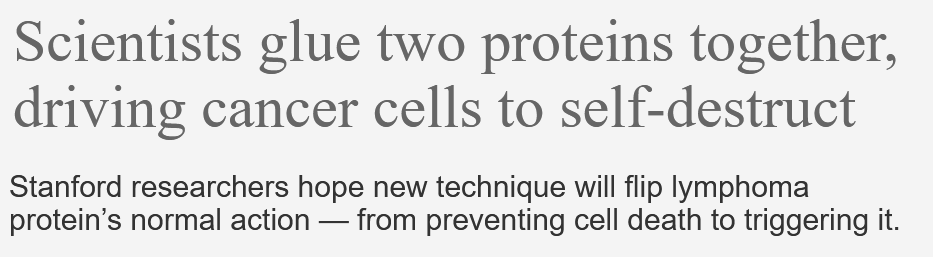 Scientists glue two proteins together,
driving cancer cells to self-destruct
Stanford researchers hope new technique will flip lymphoma
protein’s normal action — from preventing cell death to triggering it.